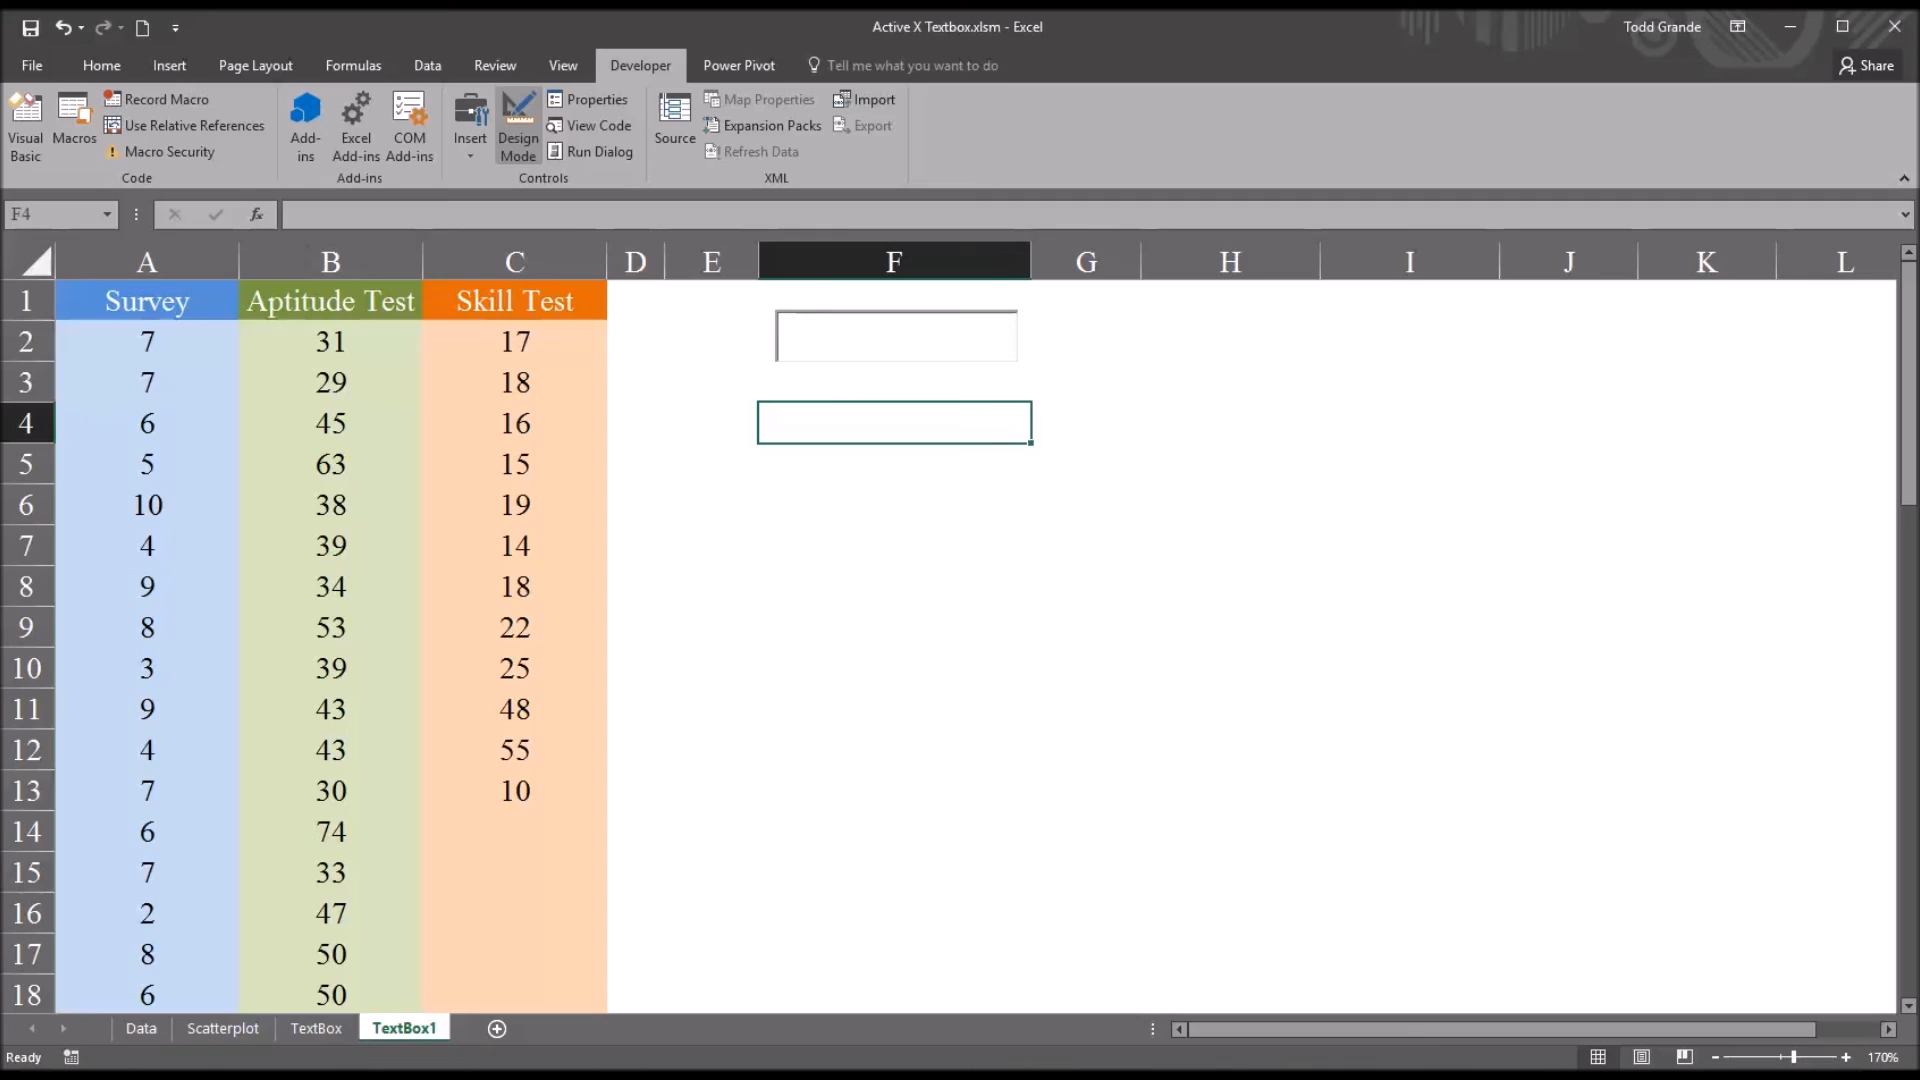 Active X Textbox.xlsm - Excel
Todd Grande
File Home Insert Page Layout Formulas Data Review View Developer Power Pivot Tell me what you want to do Share
Visual Basic
Macros
Record Macro
Use Relative References
Macro Security
Code
Add-ins
Excel Add-ins
COM Add-ins
Add-ins
Insert
Design Mode
Properties
View Code
Run Dialog
Controls
Source
Map Properties
Expansion Packs
Refresh Data
Import
Export
XML
F4 fx
A B C D E F G H I J K L
1 Survey Aptitude Test Skill Test
2 7 31 17
3 7 29 18
4 6 45 16
5 5 63 15
6 10 38 19
7 4 39 14
8 9 34 18
9 8 53 22
10 3 39 25
11 9 43 48
12 4 43 55
13 7 30 10
14 6 74
15 7 33
16 2 47
17 8 50
18 6 50
Data Scatterplot TextBox TextBox1
Ready 170%